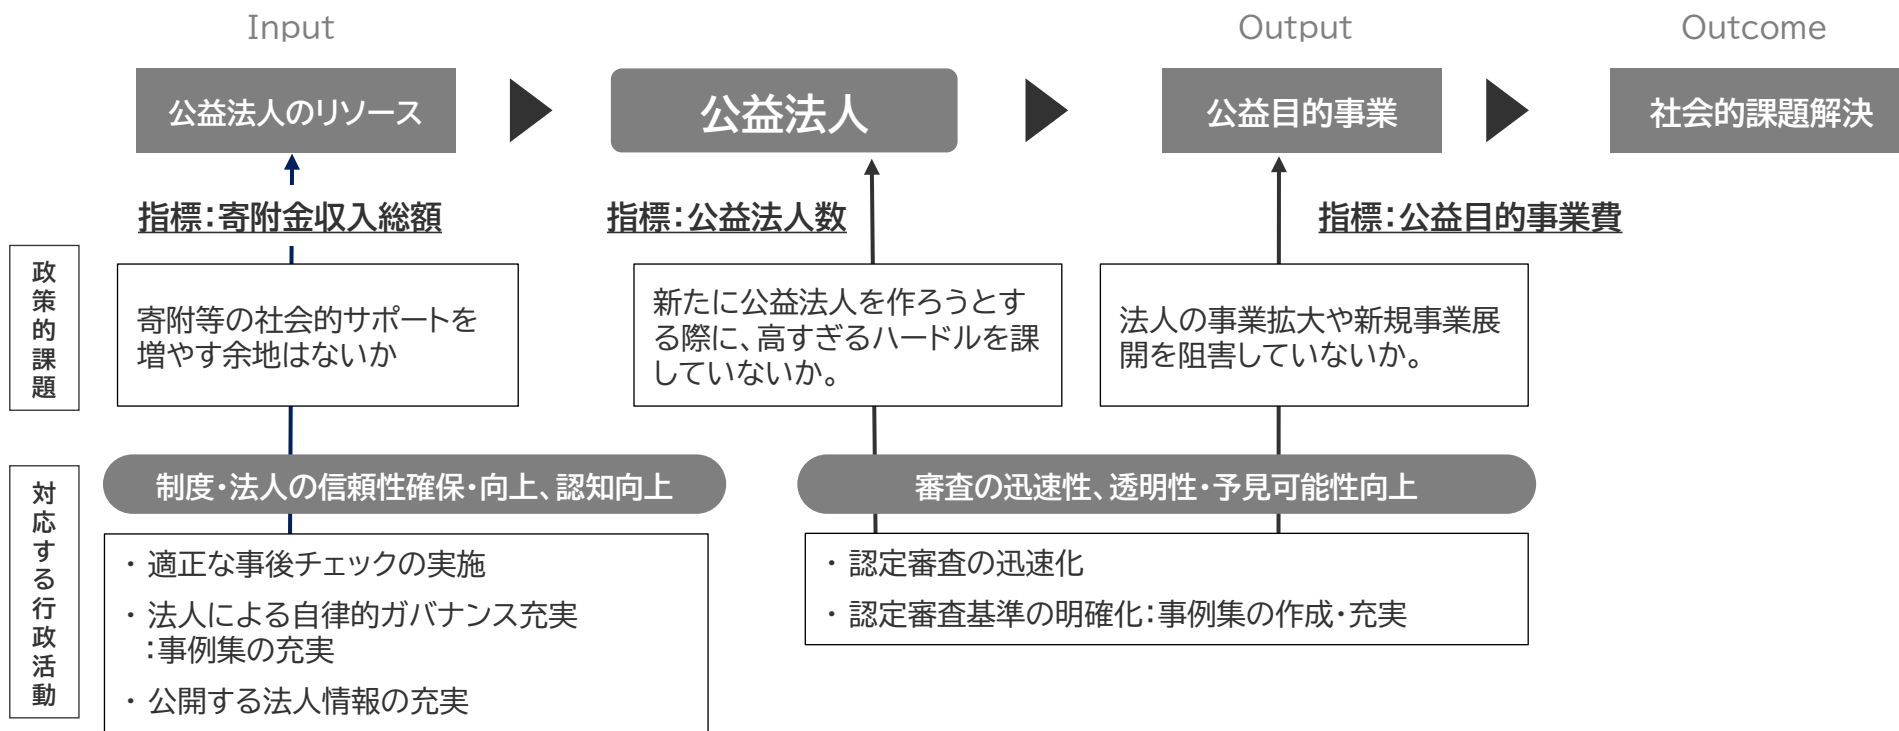 Input
Output
Outcome
公益法人のリソース
公益法人
公益目的事業
社会的課題解決
指標：寄附金収入総額
指標：公益法人数
指標：公益目的事業費
政策的課題
寄附等の社会的サポートを
増やす余地はないか
新たに公益法人を作ろうとす
る際に、高すぎるハードルを課
していないか。
法人の事業拡大や新規事業展
開を阻害していないか。
対応する行政活動
制度・法人の信頼性確保・向上、認知向上
審査の迅速性、透明性・予見可能性向上
・適正な事後チェックの実施
・法人による自律的ガバナンス充実
：事例集の充実
・公開する法人情報の充実
・認定審査の迅速化
・認定審査基準の明確化：事例集の作成・充実